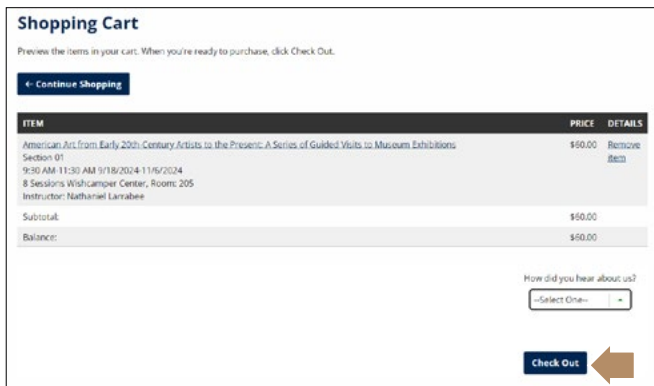 Shopping Cart
Preview the items in your cart. When you're ready to purchase, click Check Out.
← Continue Shopping
ITEM PRICE DETAILS
American Art from Early 20th-Century Artists to the Present: A Series of Guided Visits to Museum Exhibitions $60.00 Remove
Section 01 item
9:30 AM-11:30 AM 9/18/2024-11/6/2024
8 Sessions Wishcamper Center, Room: 205
Instructor: Nathaniel Larrabee
Subtotal: $60.00
Balance: $60.00
How did you hear about us?
--Select One--
Check Out